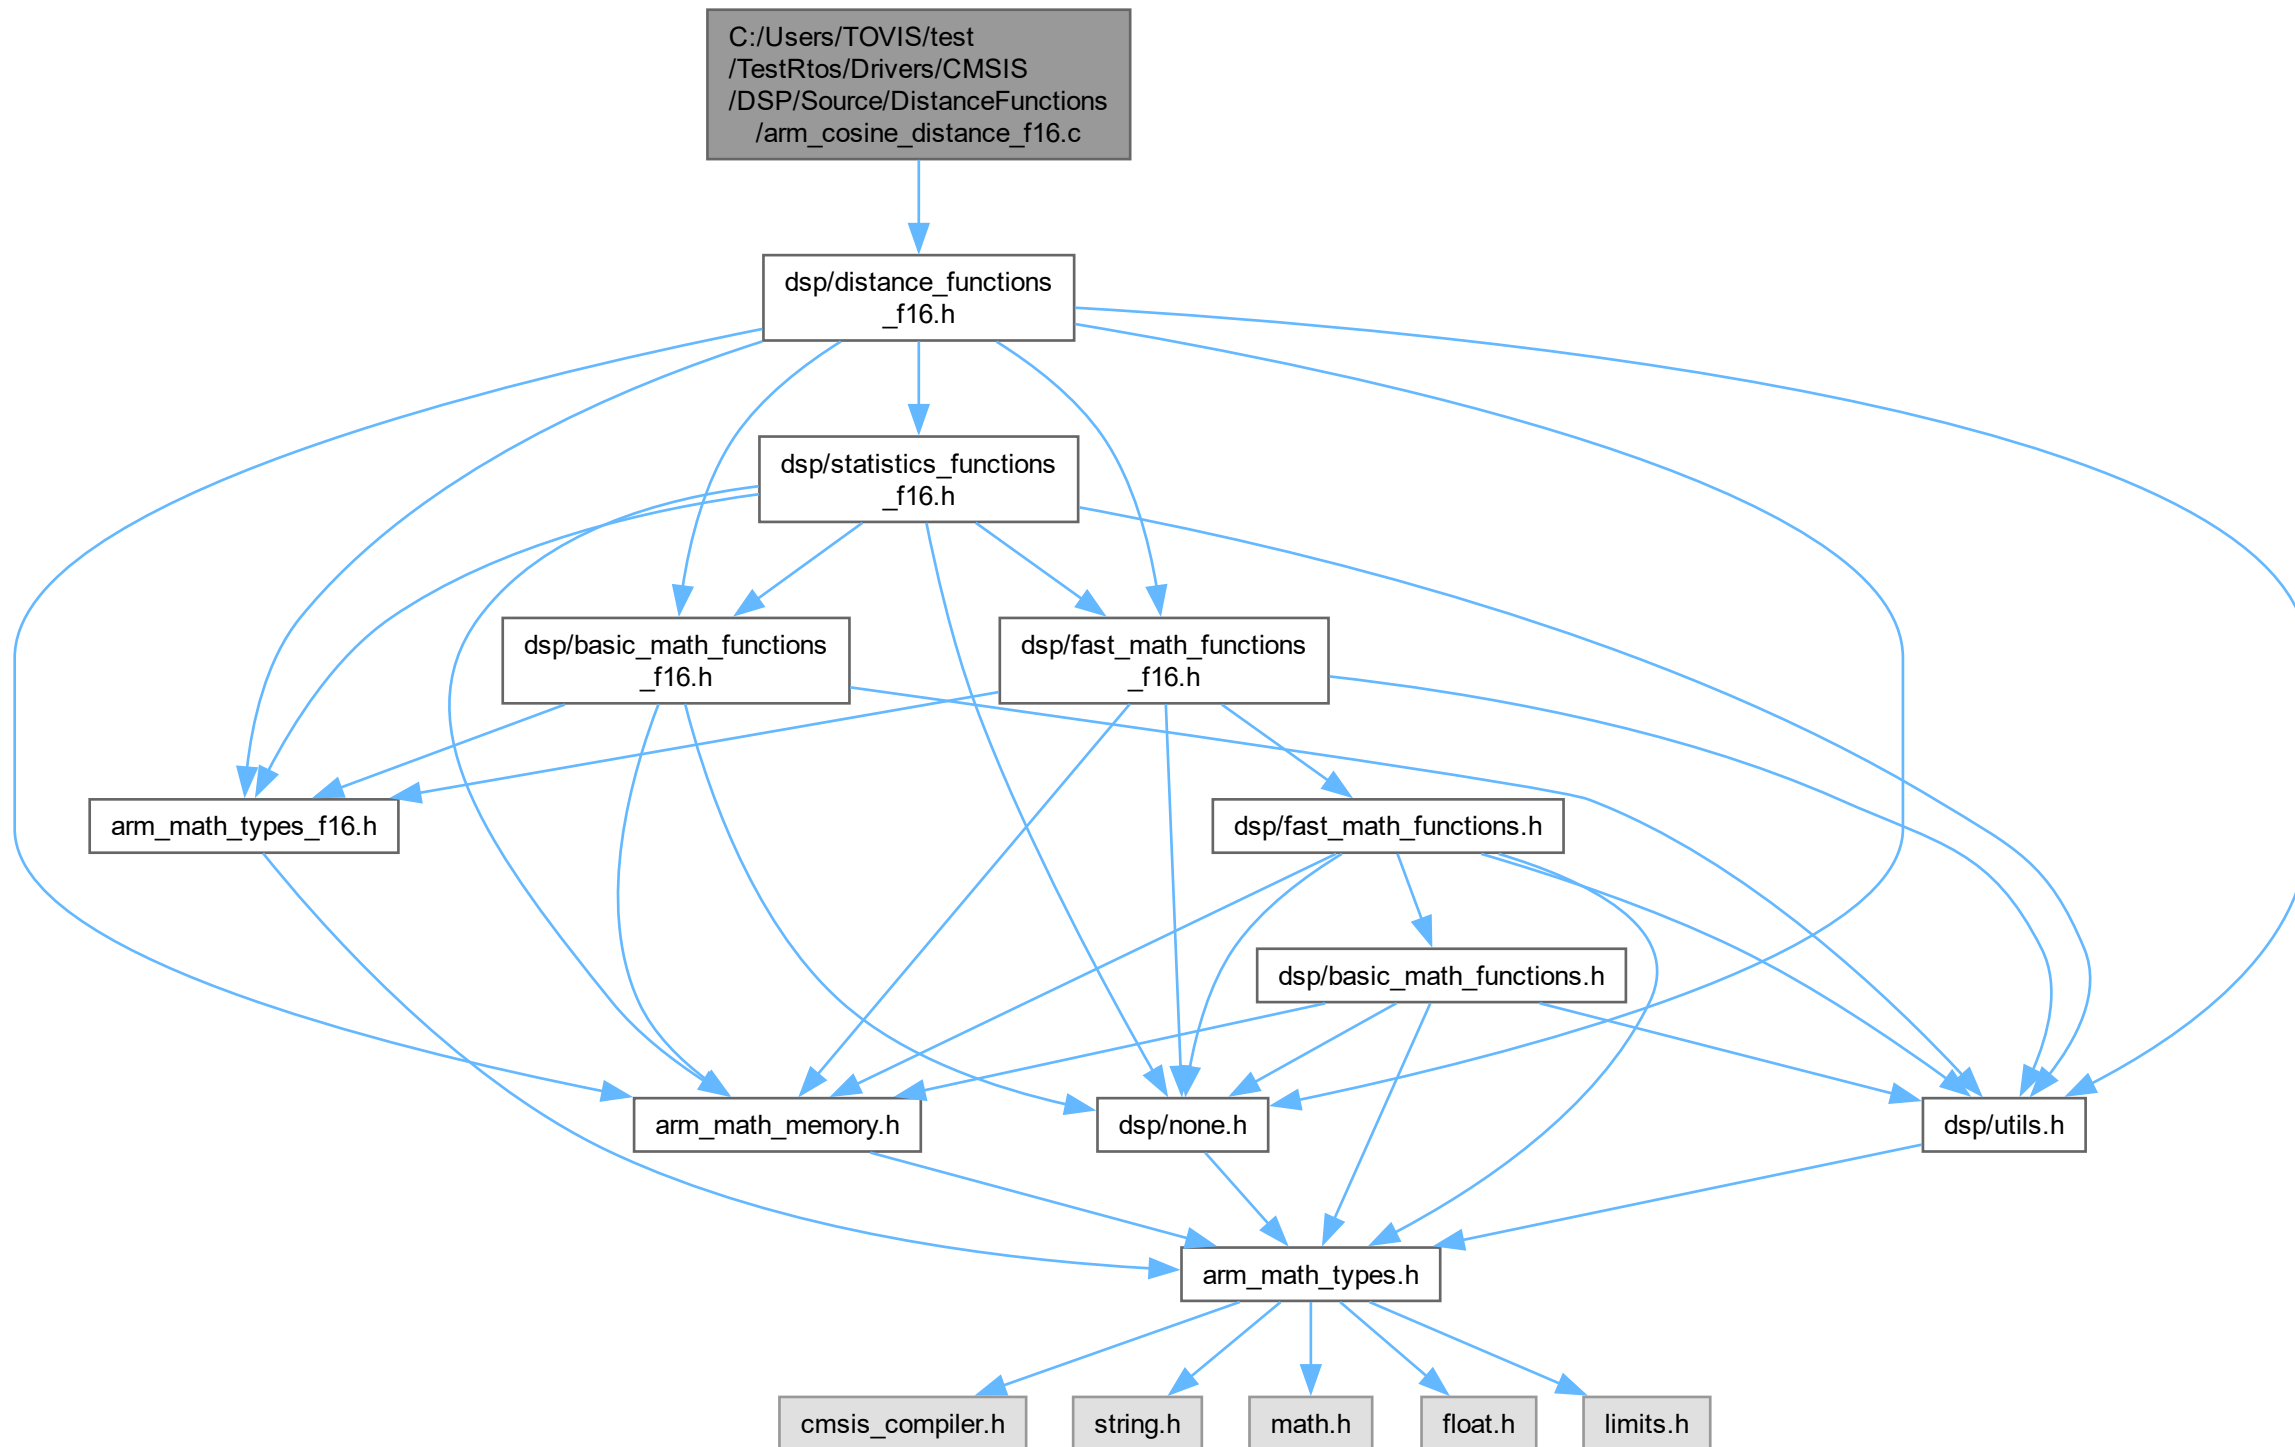 C:/Users/TOVIS/test
/TestRtos/Drivers/CMSIS
/DSP/Source/DistanceFunctions
/arm_cosine_distance_f16.c
dsp/distance_functions
_f16.h
dsp/statistics_functions
_f16.h
dsp/basic_math_functions
_f16.h
dsp/fast_math_functions
_f16.h
arm_math_types_f16.h
dsp/fast_math_functions.h
dsp/basic_math_functions.h
arm_math_memory.h
dsp/none.h
dsp/utils.h
arm_math_types.h
cmsis_compiler.h
string.h
math.h
float.h
limits.h